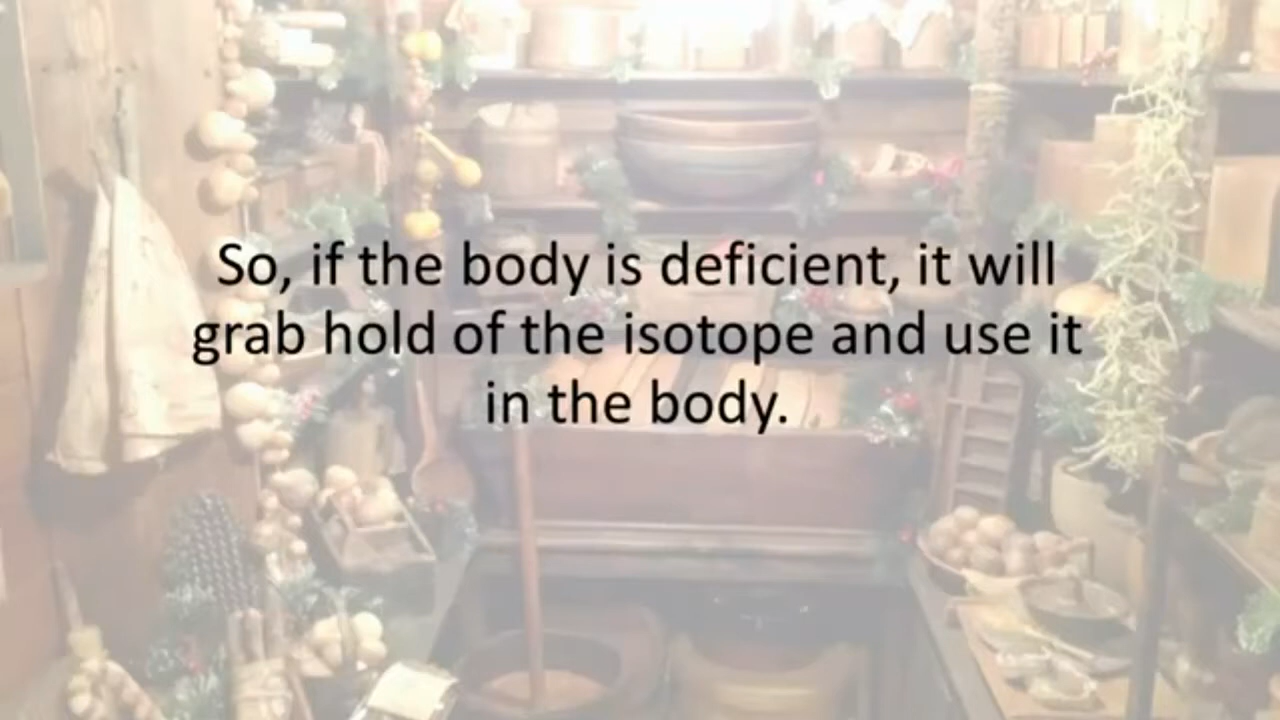 So, if the body is deficient, it will
grab hold of the isotope and use it
in the body.